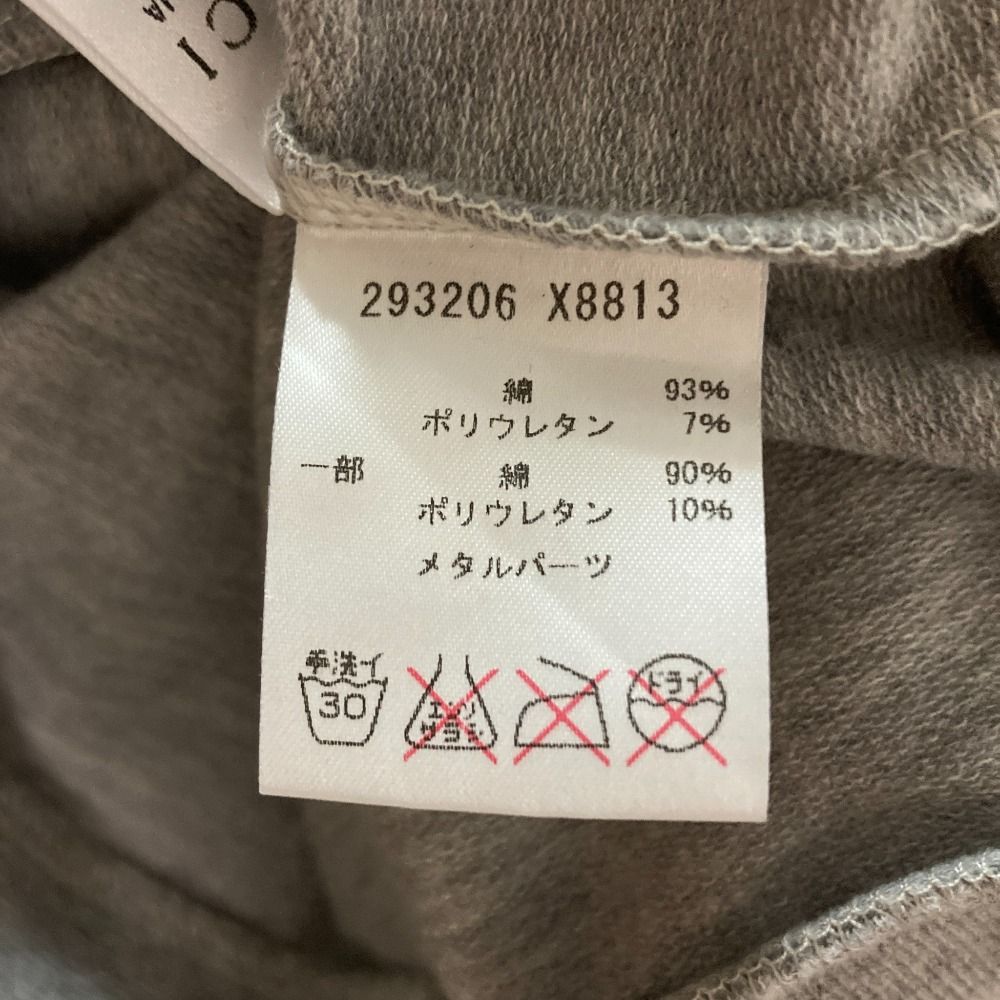 CI
293206 X8813
綿 93%
ポリウレタン 7%
一部 綿 90%
ポリウレタン 10%
メタルパーツ
手洗イ
30
エンソ
サラシ
ドライ